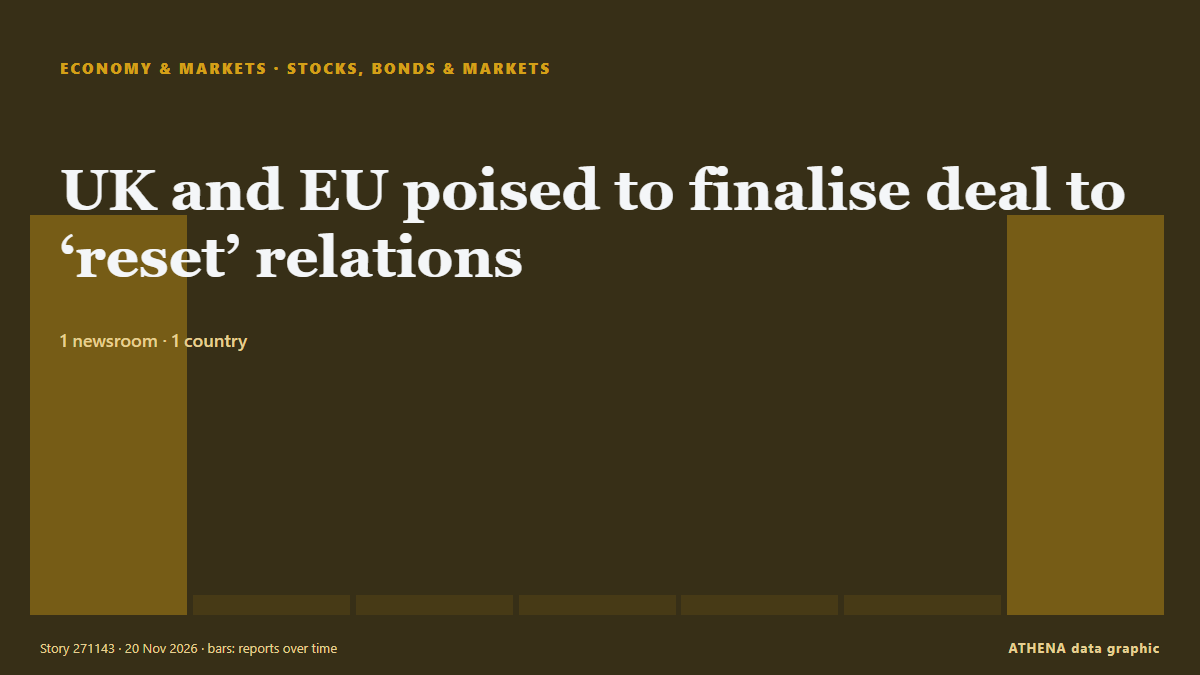 ECONOMY & MARKETS · STOCKS, BONDS & MARKETS
UK and EU poised to finalise deal to
‘reset’ relations
1 newsroom · 1 country
Story 271143 · 20 Nov 2026 · bars: reports over time
ATHENA data graphic